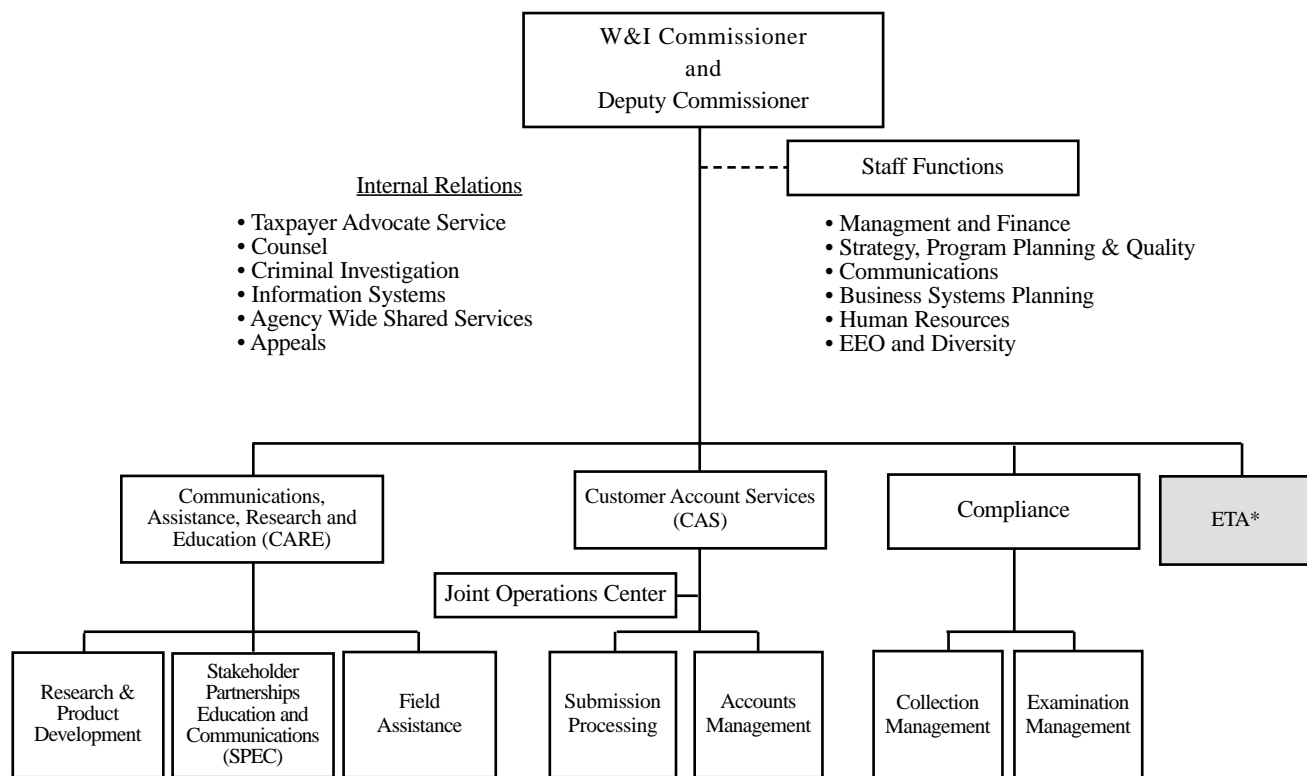 W&I Commissioner
and
Deputy Commissioner
Staff Functions
Internal Relations
• Taxpayer Advocate Service
• Counsel
• Criminal Investigation
• Information Systems
• Agency Wide Shared Services
• Appeals
• Managment and Finance
• Strategy, Program Planning & Quality
• Communications
• Business Systems Planning
• Human Resources
• EEO and Diversity
Communications,
Assistance, Research and
Education (CARE)
Customer Account Services
(CAS)
Compliance
ETA*
Joint Operations Center
Research &
Product
Development
Stakeholder
Partnerships
Education and
Communications
(SPEC)
Field
Assistance
Submission
Processing
Accounts
Management
Collection
Management
Examination
Management